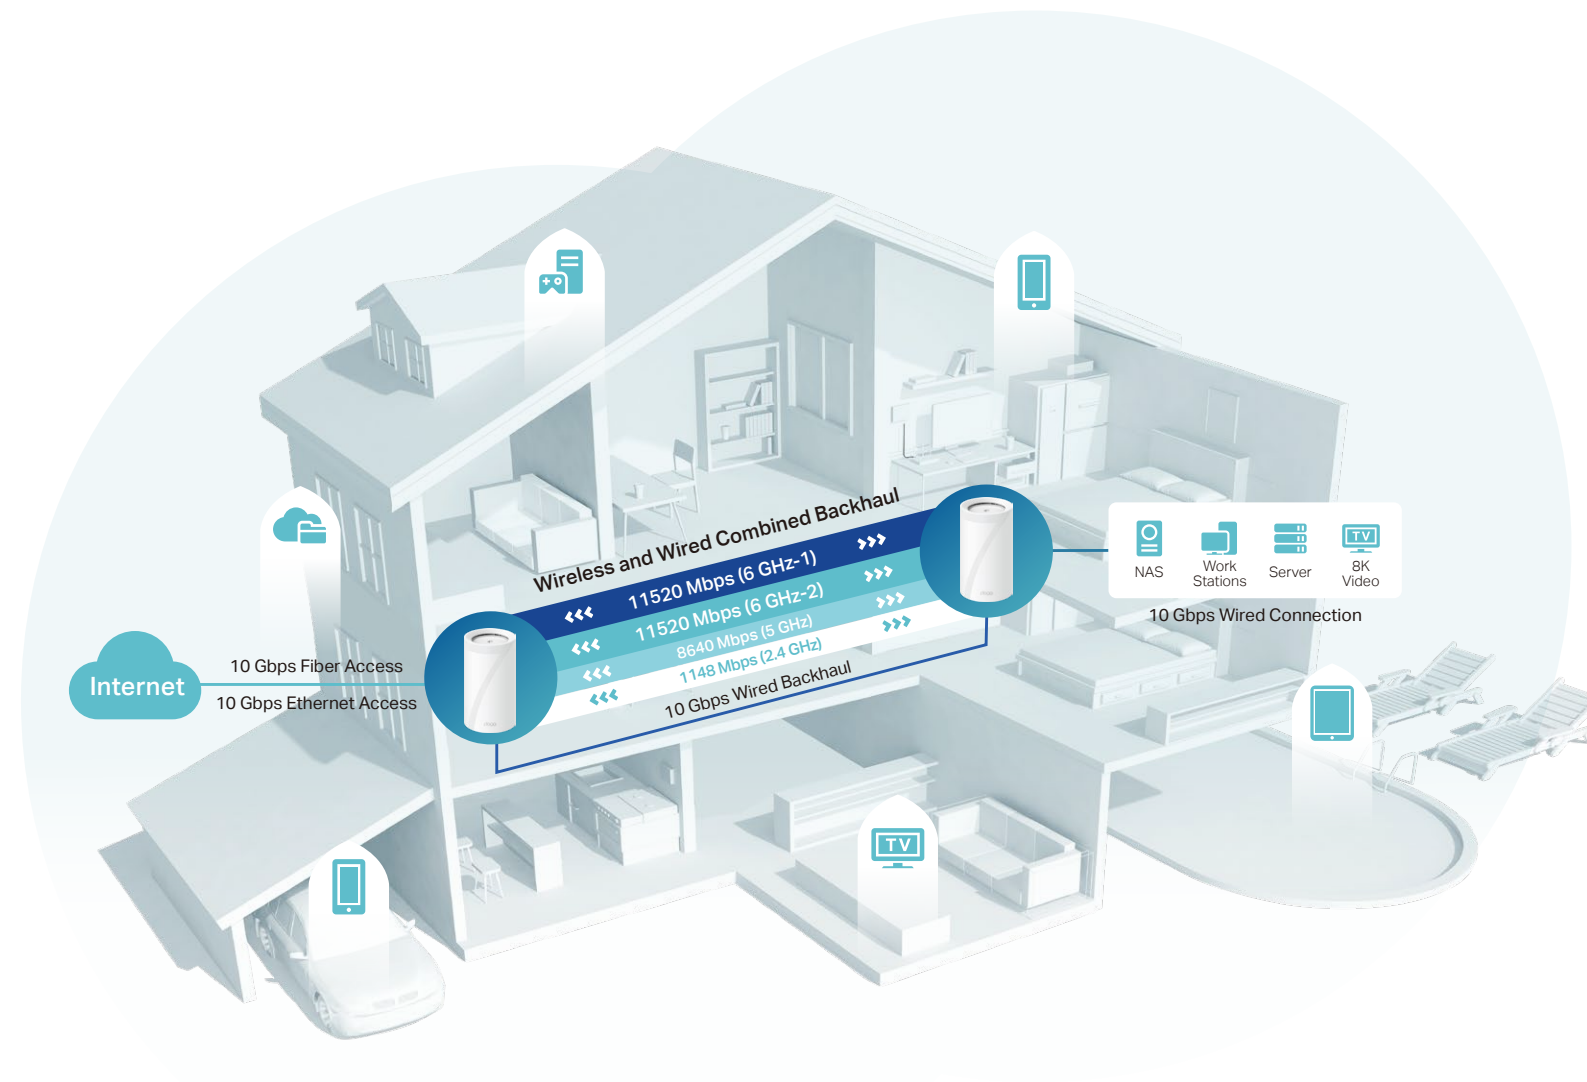 Wireless and Wired Combined Backhaul
11520 Mbps (6 GHz-1)
11520 Mbps (6 GHz-2)
8640 Mbps (5 GHz)
1148 Mbps (2.4 GHz)
10 Gbps Wired Backhaul
Internet
10 Gbps Fiber Access
10 Gbps Ethernet Access
NAS
Work
Stations
Server
TV
8K
Video
10 Gbps Wired Connection
TV